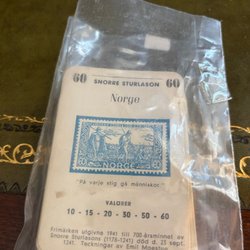 60 SNORRE STURLASON 60
Norge
NORGE
"På varje stig gå människor."
VALÖRER
10 - 15 - 20 - 30 - 50 - 60
Frimärken utgivna 1941 till 700-årsminnet av
Snorre Sturlasons (1178-1241) död d. 23 sept.
1241. Teckningar av Emil